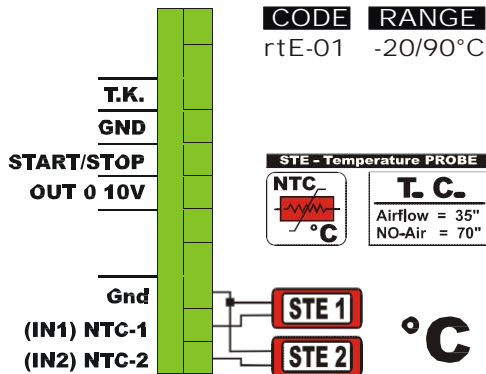 CODE RANGE
rtE-01 -20/90°C
T.K.
GND
START/STOP
OUT 0 10V
STE - Temperature PROBE
NTC
°C
T. C.
Airflow = 35"
NO-Air = 70"
Gnd
(IN1) NTC-1
(IN2) NTC-2
STE 1
STE 2
°C